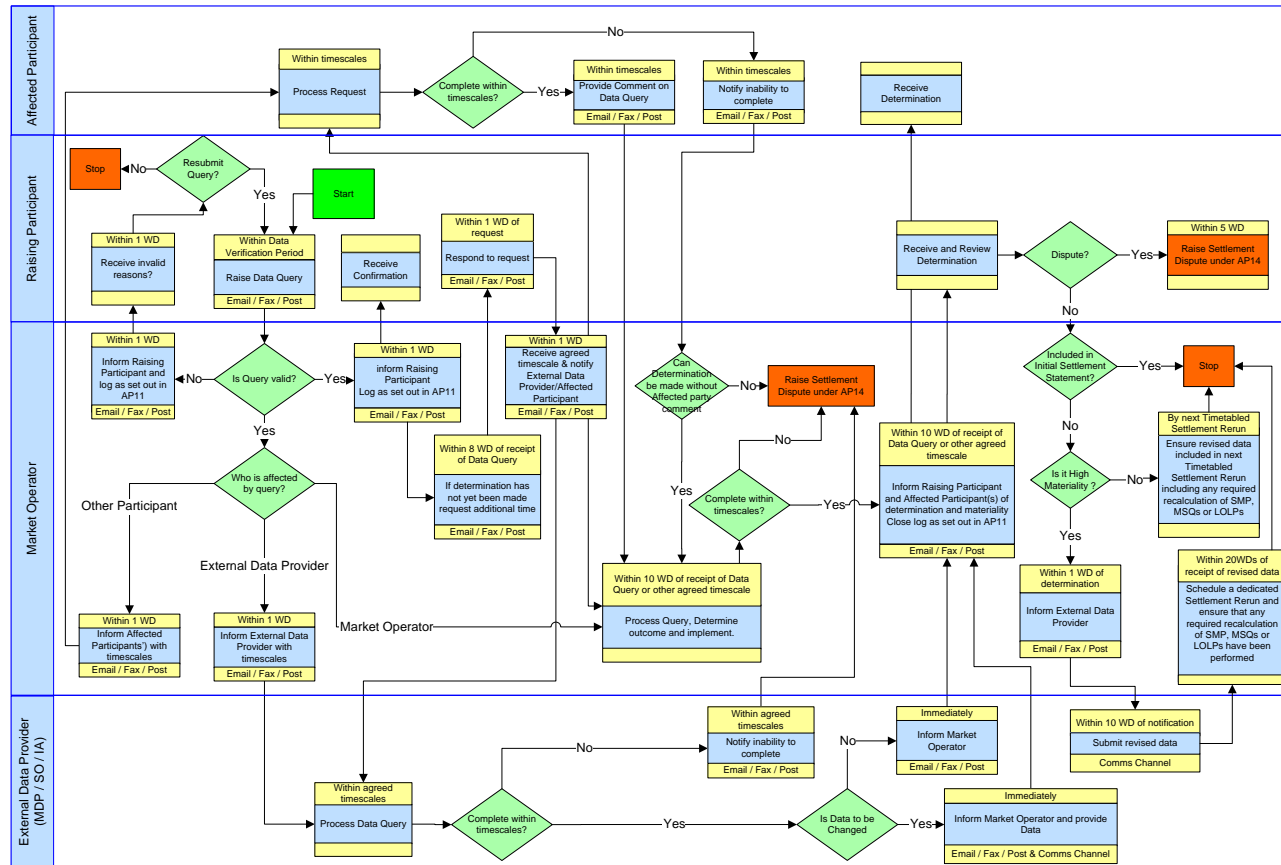 Affected Participant
No
Within timescales
Process Request
Complete within
timescales?
Yes
Within timescales
Provide Comment on
Data Query
Email / Fax / Post
Within timescales
Notify inability to
complete
Email / Fax / Post
Receive
Determination
Raising Participant
Stop
No
Resubmit
Query?
Yes
Start
Within 1 WD
Receive invalid
reasons?
Within Data
Verification Period
Raise Data Query
Email / Fax / Post
Receive
Confirmation
Within 1 WD of
request
Respond to request
Email / Fax / Post
Receive and Review
Determination
Dispute?
Yes
No
Within 5 WD
Raise Settlement
Dispute under AP14
Market Operator
Within 1 WD
Inform Raising
Participant and
log as set out in
AP11
Email / Fax / Post
No
Is Query valid?
Yes
Yes
Within 1 WD
inform Raising
Participant
Log as set out in AP11
Email / Fax / Post
Within 1 WD
Receive agreed
timescale & notify
External Data
Provider/Affected
Participant
Email / Fax / Post
Within 8 WD of receipt
of Data Query
If determination has
not yet been made
request additional time
Who is affected
by query?
Other Participant
External Data Provider
Market Operator
Within 1 WD
Inform Affected
Participants') with
timescales
Email / Fax / Post
Within 1 WD
Inform External Data
Provider with
timescales
Email / Fax / Post
Can
Determination
be made without
Affected party
comment
No
Yes
Raise Settlement
Dispute under AP14
No
Complete within
timescales?
Yes
Within 10 WD of receipt of Data
Query or other agreed timescale
Process Query, Determine
outcome and implement.
Within 10 WD of receipt of
Data Query or other agreed
timescale
Inform Raising Participant
and Affected Participant(s) of
determination and materiality
Close log as set out in AP11
Email / Fax / Post
Included in
Initial Settlement
Statement?
Yes
Stop
No
Is it High
Materiality ?
No
Yes
By next Timetabled
Settlement Rerun
Ensure revised data
included in next
Timetabled
Settlement Rerun
including any required
recalculation of SMP,
MSQs or LOLPs
Within 1 WD of
determination
Inform External Data
Provider
Email / Fax / Post
Within 20WDs of
receipt of revised data
Schedule a dedicated
Settlement Rerun and
ensure that any
required recalculation
of SMP, MSQs or
LOLPs have been
performed
External Data Provider
(MDP / SO / IA)
Within agreed
timescales
Process Data Query
Complete within
timescales?
No
Yes
Within agreed
timescales
Notify inability to
complete
Email / Fax / Post
Is Data to be
Changed
No
Yes
Immediately
Inform Market
Operator
Email / Fax / Post
Immediately
Inform Market Operator and provide
Data
Email / Fax / Post & Comms Channel
Within 10 WD of notification
Submit revised data
Comms Channel